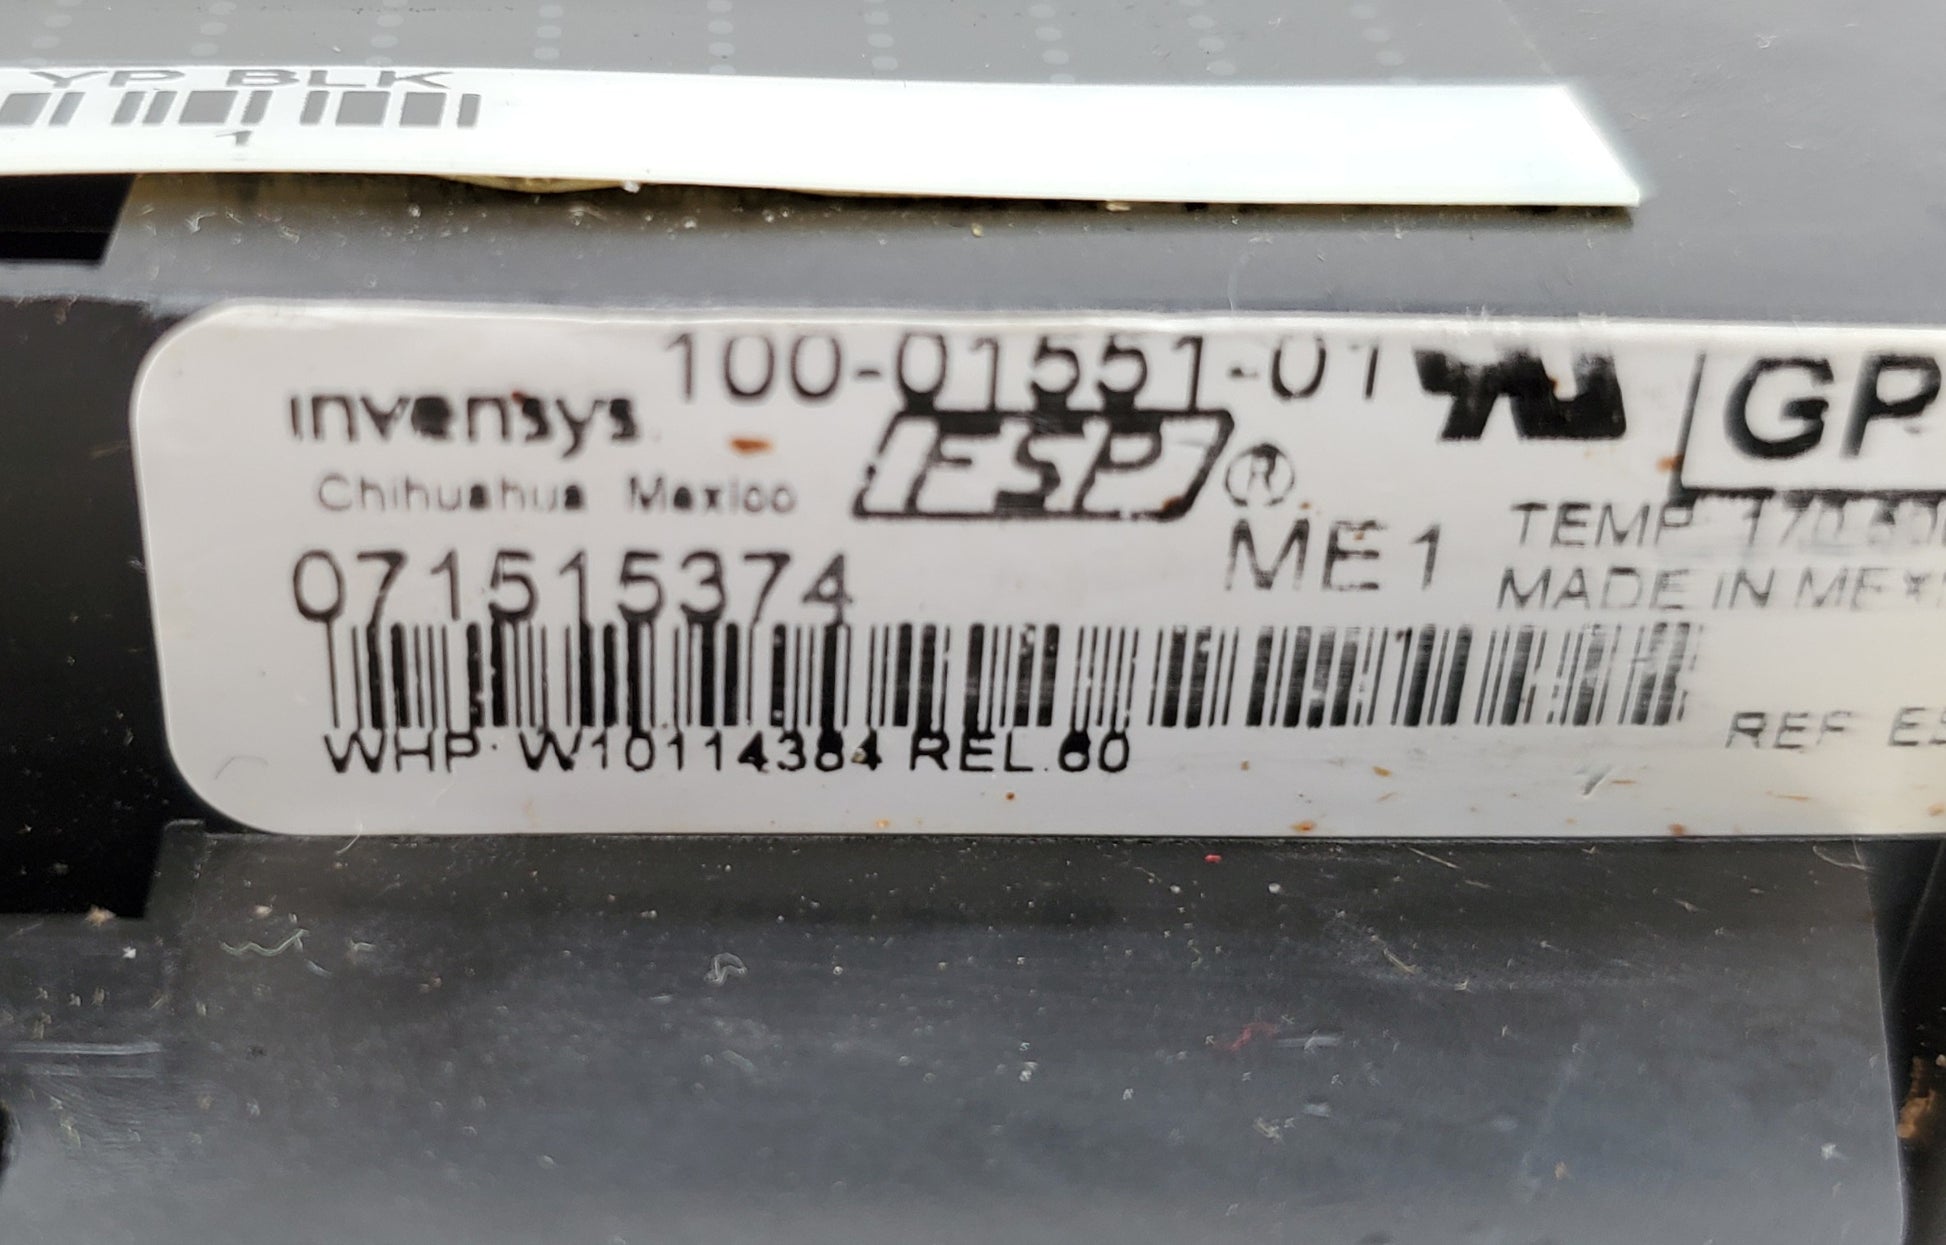 YP BLK
1
100-01551-01
invensys
ESP ®
GP
Chihuahua Mexico
TEMP
071515374
ME1
MADE IN
WHP: W10114384 REL.60
REF